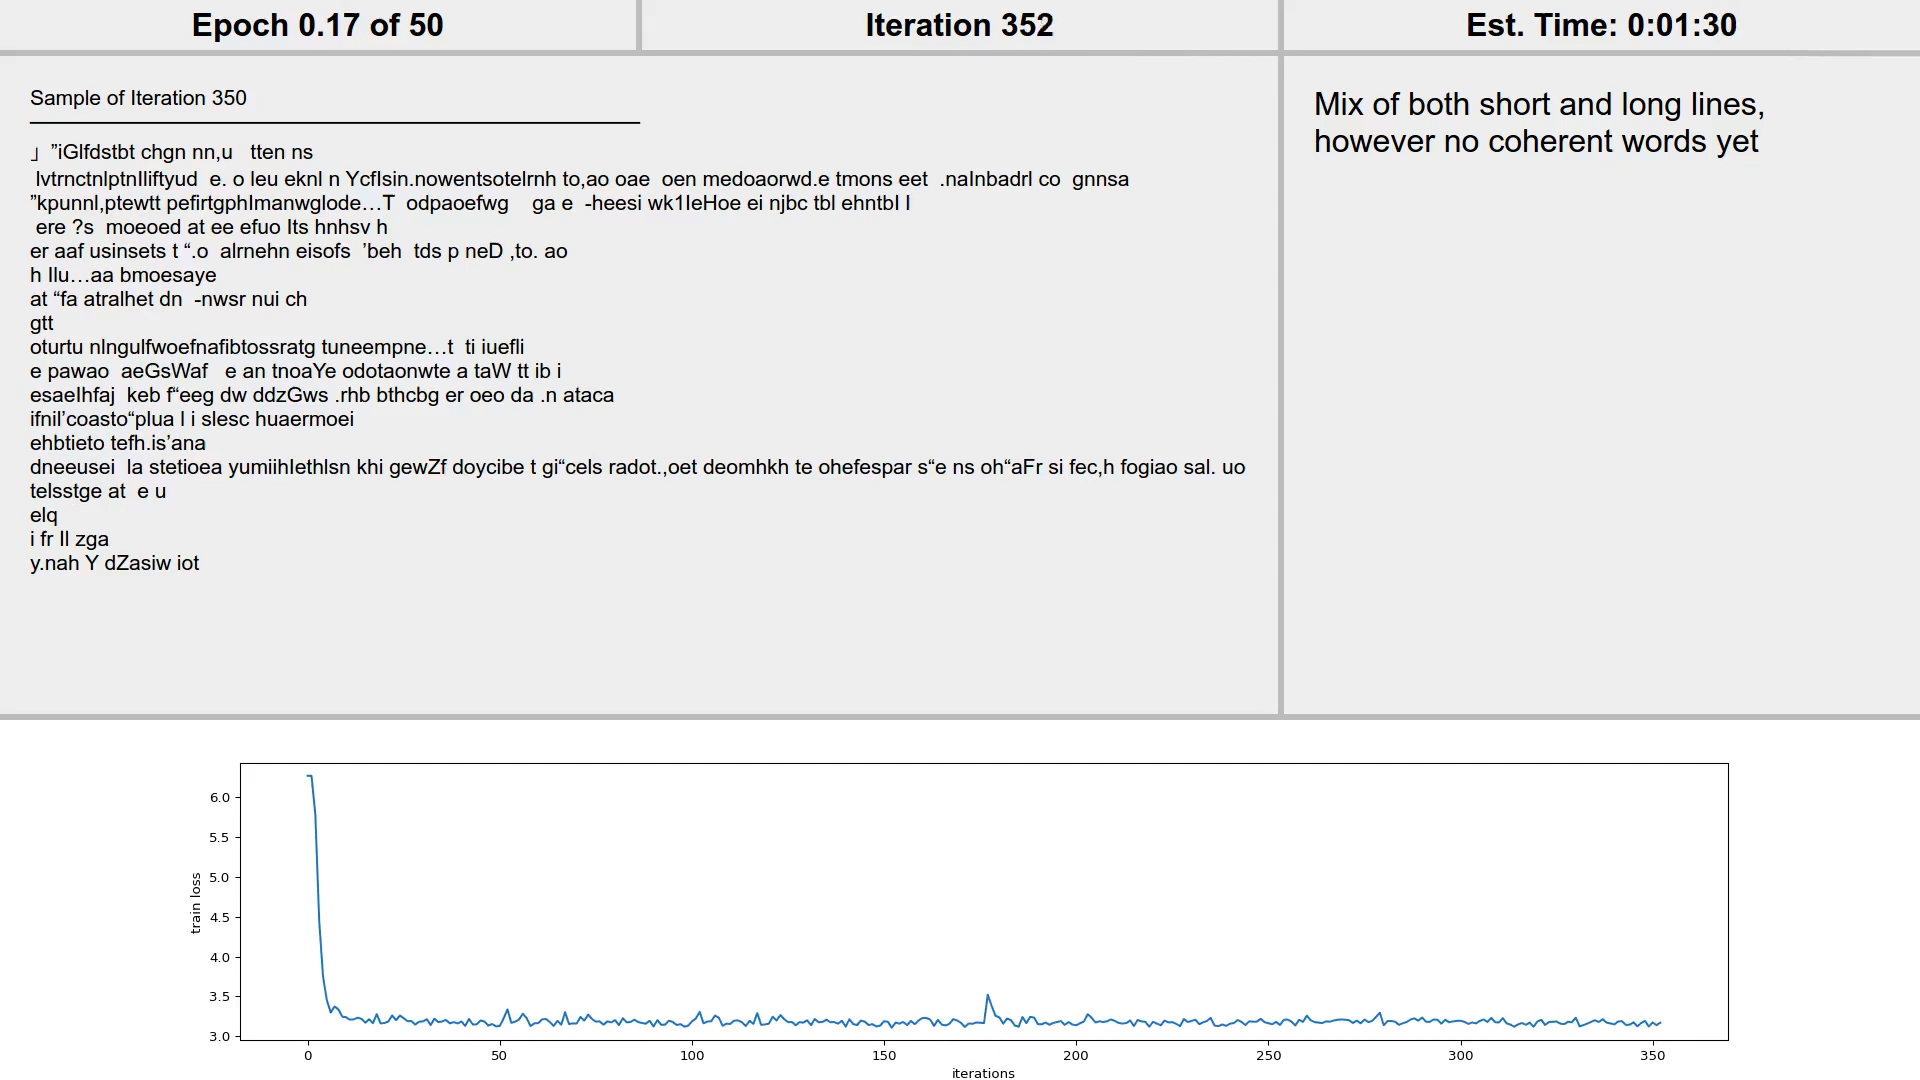 Epoch 0.17 of 50
Iteration 352
Est. Time: 0:01:30
Sample of Iteration 350
」”iGlfdstbt chgn nn,u   tten ns
lvtrnctnlptnIliftyud  e. o leu eknl n YcfIsin.nowentsotelrnh to,ao oae  oen medoaorwd.e tmons eet  .naInbadrl co  gnnsa
”kpunnl,ptewtt pefirtgphImanwglode…T  odpaoefwg    ga e  -heesi wk1IeHoe ei njbc tbl ehntbI l
ere ?s  moeoed at ee efuo Its hnhsv h
er aaf usinsets t “.o  alrnehn eisofs  ’beh  tds p neD ,to. ao
h Ilu…aa bmoesaye
at “fa atralhet dn  -nwsr nui ch
gtt
oturtu nlngulfwoefnafibtossratg tuneempne…t  ti iuefli
e pawao  aeGsWaf   e an tnoaYe odotaonwte a taW tt ib i
esaeIhfaj  keb f“eeg dw ddzGws .rhb bthcbg er oeo da .n ataca
ifnil’coasto“plua l i slesc huaermoei
ehbtieto tefh.is’ana
dneeusei  la stetioea yumiihIethlsn khi gewZf doycibe t gi“cels radot.,oet deomhkh te ohefespar s“e ns oh“aFr si fec,h fogiao sal. uo
telsstge at  e u
elq
i fr Il zga
y.nah Y dZasiw iot
Mix of both short and long lines,
however no coherent words yet
6.0
5.5
5.0
4.5
4.0
3.5
3.0
train loss
0 50 100 150 200 250 300 350
iterations